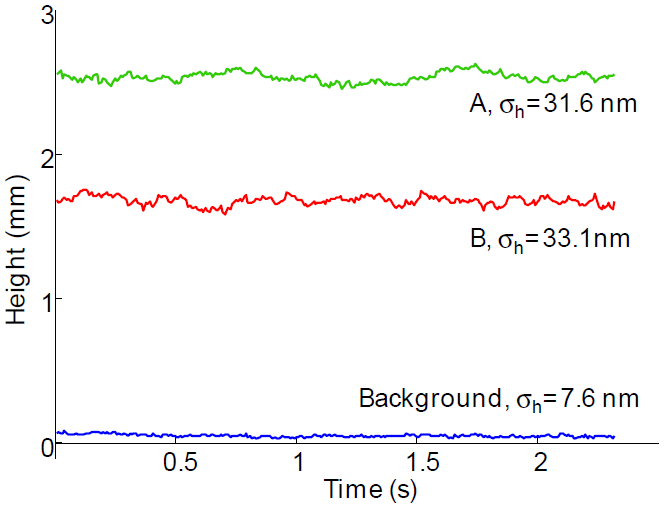 3
A, σh=31.6 nm
2
B, σh=33.1nm
Height (mm)
1
Background, σh=7.6 nm
0
0.5 1 1.5 2
Time (s)